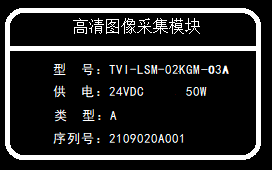 高清图像采集模块
型 号：TVI-LSM-02KGM-03A
供 电：24VDC 50W
类 型：A
序列号：2109020A001